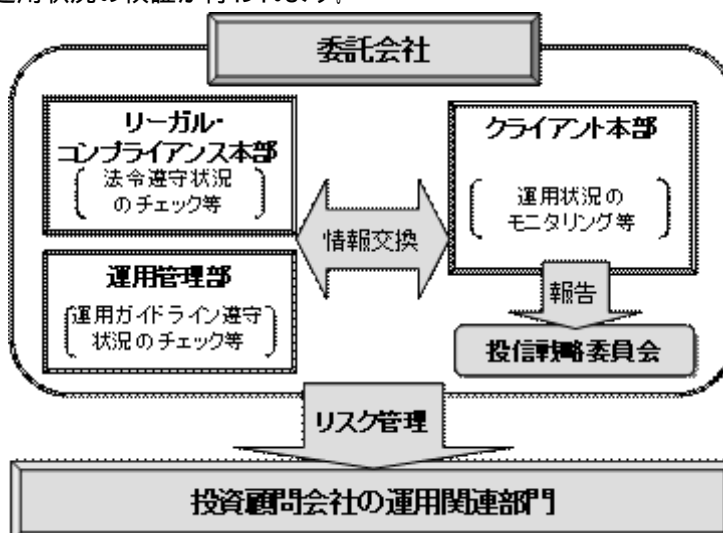 運用状況の検証が行われます。
委託会社
リーガル・
コンプライアンス本部
法令遵守状況
のチェック等
運用管理部
運用ガイドライン遵守
状況のチェック等
情報交換
クライアント本部
運用状況の
モニタリング等
報告
投信戦略委員会
リスク管理
投資顧問会社の運用関連部門